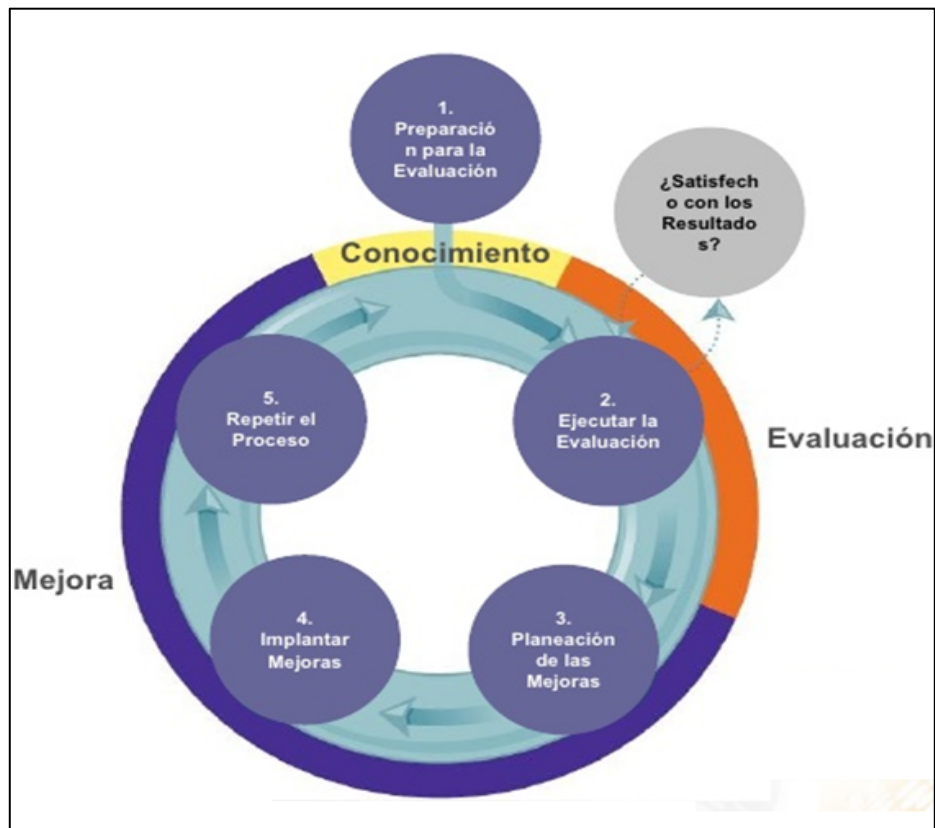 1.
Preparació
n para la
Evaluación
¿Satisfech
o con los
Resultado
s?
Conocimiento
5.
Repetir el
Proceso
2.
Ejecutar la
Evaluación
Evaluación
Mejora
4.
Implantar
Mejoras
3.
Planeación
de las
Mejoras